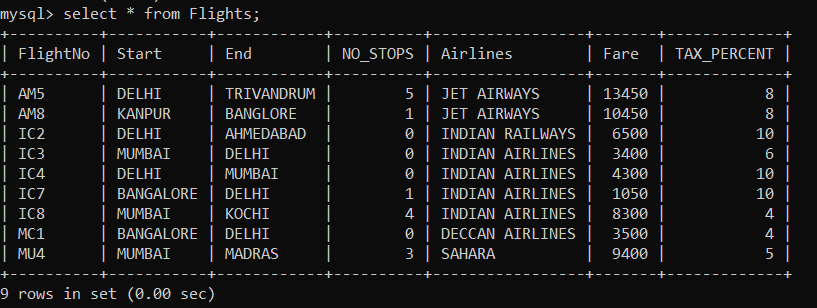 mysql> select * from Flights;
+----------+-----------+------------+----------+-----------------+-------+-------------+
| FlightNo | Start     | End        | NO_STOPS | Airlines        | Fare  | TAX_PERCENT |
+----------+-----------+------------+----------+-----------------+-------+-------------+
| AM5      | DELHI     | TRIVANDRUM |        5 | JET AIRWAYS     | 13450 |           8 |
| AM8      | KANPUR    | BANGLORE   |        1 | JET AIRWAYS     | 10450 |           8 |
| IC2      | DELHI     | AHMEDABAD  |        0 | INDIAN RAILWAYS |  6500 |          10 |
| IC3      | MUMBAI    | DELHI      |        0 | INDIAN AIRLINES |  3400 |           6 |
| IC4      | DELHI     | MUMBAI     |        0 | INDIAN AIRLINES |  4300 |          10 |
| IC7      | BANGALORE | DELHI      |        1 | INDIAN AIRLINES |  1050 |          10 |
| IC8      | MUMBAI    | KOCHI      |        4 | INDIAN AIRLINES |  8300 |           4 |
| MC1      | BANGALORE | DELHI      |        0 | DECCAN AIRLINES |  3500 |           4 |
| MU4      | MUMBAI    | MADRAS     |        3 | SAHARA          |  9400 |           5 |
+----------+-----------+------------+----------+-----------------+-------+-------------+
9 rows in set (0.00 sec)